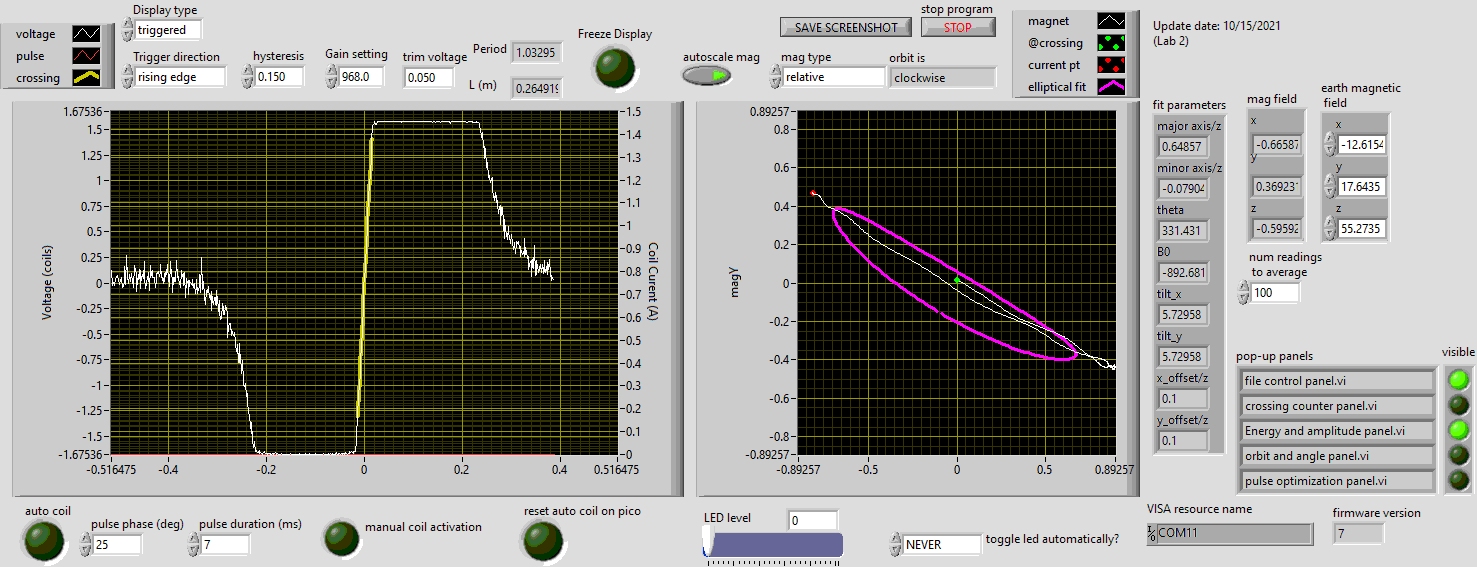 voltage
pulse
crossing
Display type
triggered
Trigger direction
rising edge
hysteresis
0.150
Gain setting
968.0
trim voltage
0.050
Period
1.03295
L (m)
0.264919
Freeze Display
SAVE SCREENSHOT
stop program
STOP
autoscale mag
mag type
relative
orbit is
clockwise
magnet
@crossing
current pt
elliptical fit
Update date: 10/15/2021
(Lab 2)
Voltage (coils)
1.67536
1.5
1.25
1
0.75
0.5
0.25
0
-0.25
-0.5
-0.75
-1
-1.25
-1.5
-1.67536
-0.516475
-0.4
-0.2
0
0.2
0.4
0.516475
1.5
1.4
1.3
1.2
1.1
1
0.9
0.8
0.7
0.6
0.5
0.4
0.3
0.2
0.1
0
Coil Curent (A)
magY
0.89257
0.8
0.6
0.4
0.2
0
-0.2
-0.4
-0.6
-0.8
-0.89257
-0.89257
-0.5
0
0.5
0.89257
fit parameters
major axis/z
0.64857
minor axis/z
-0.07904
theta
331.431
B0
-892.681
tilt_x
5.72958
tilt_y
5.72958
x_offset/z
0.1
y_offset/z
0.1
mag field
x
-0.66587
y
0.36923
z
-0.59592
earth magnetic
field
x
-12.6154
y
17.6435
z
55.2735
num readings
to average
100
pop-up panels
visible
file control panel.vi
crossing counter panel.vi
Energy and amplitude panel.vi
orbit and angle panel.vi
pulse optimization panel.vi
auto coil
pulse phase (deg)
25
pulse duration (ms)
7
manual coil activation
reset auto coil on pico
LED level
0
NEVER
toggle led automatically?
VISA resource name
COM11
firmware version
7